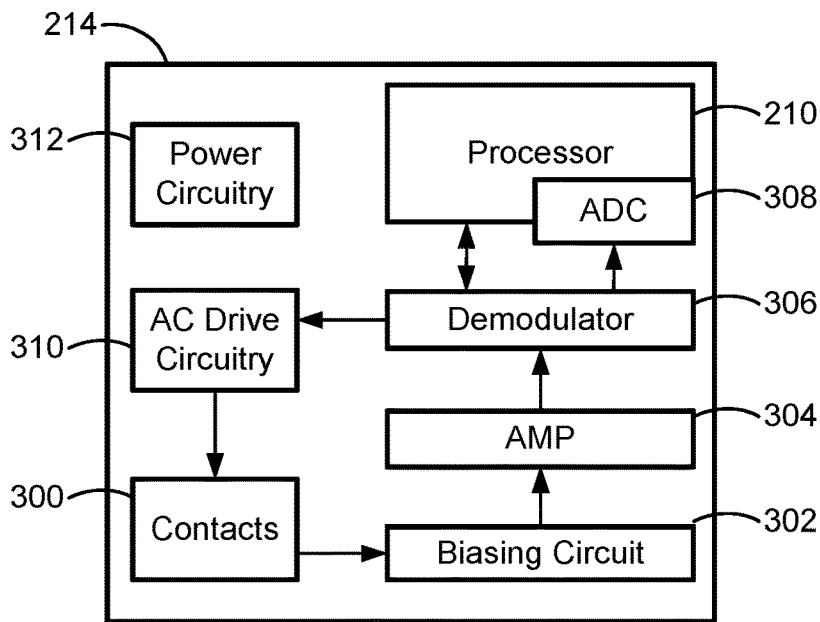 214
312
Power
Circuitry
Processor
210
ADC
308
310
AC Drive
Circuitry
Demodulator
306
AMP
304
300
Contacts
Biasing Circuit
302